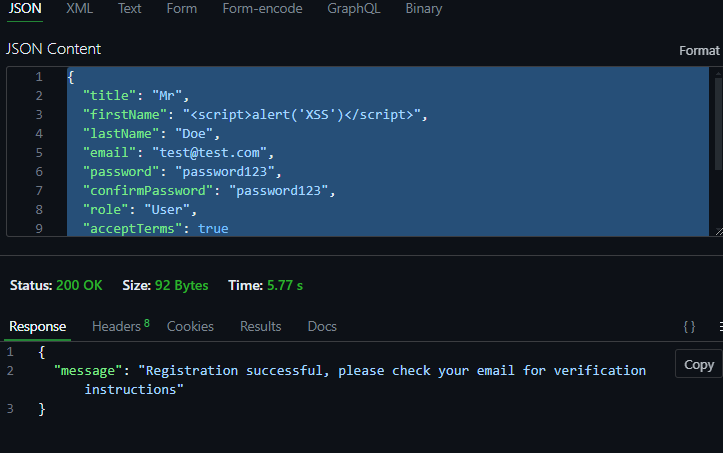 JSON XML Text Form Form-encode GraphQL Binary
JSON Content Format
1 {
2 "title": "Mr",
3 "firstName": "<script>alert('XSS')</script>",
4 "lastName": "Doe",
5 "email": "test@test.com",
6 "password": "password123",
7 "confirmPassword": "password123",
8 "role": "User",
9 "acceptTerms": true
Status: 200 OK Size: 92 Bytes Time: 5.77 s
Response Headers 8 Cookies Results Docs { }
1 {
2 "message": "Registration successful, please check your email for verification
instructions"
3 }
Copy